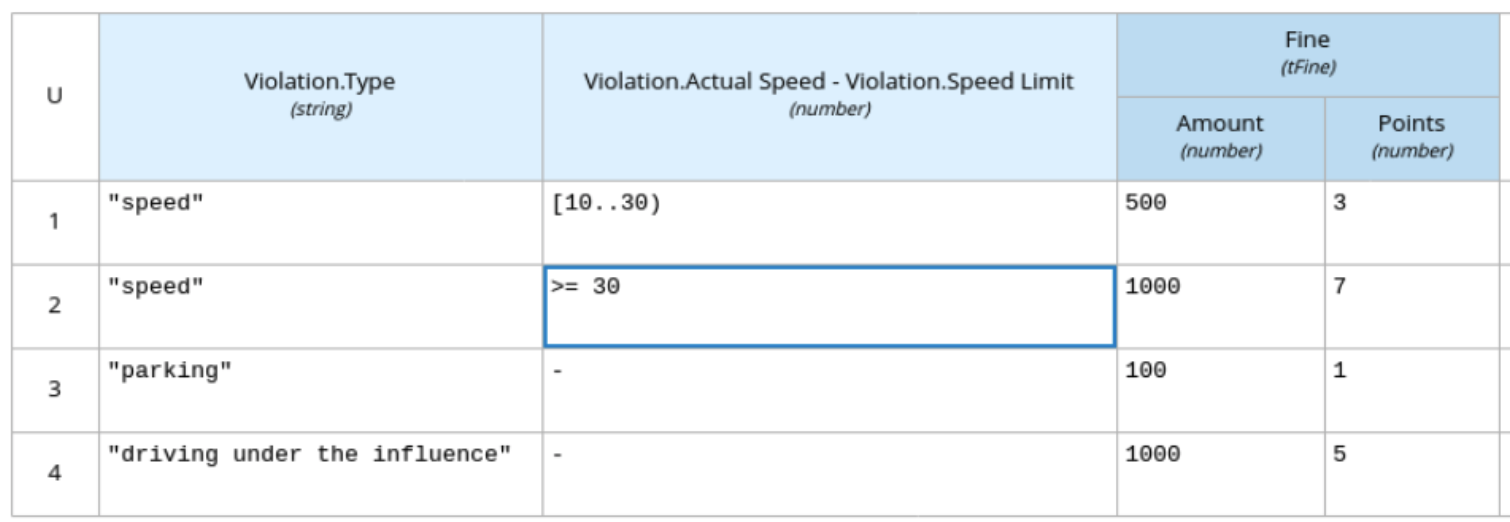 U
Violation.Type
(string)
Violation.Actual Speed - Violation.Speed Limit
(number)
Fine
(tFine)
Amount
(number)
Points
(number)
1
"speed"
[10..30)
500
3
2
"speed"
>= 30
1000
7
3
"parking"
-
100
1
4
"driving under the influence"
-
1000
5